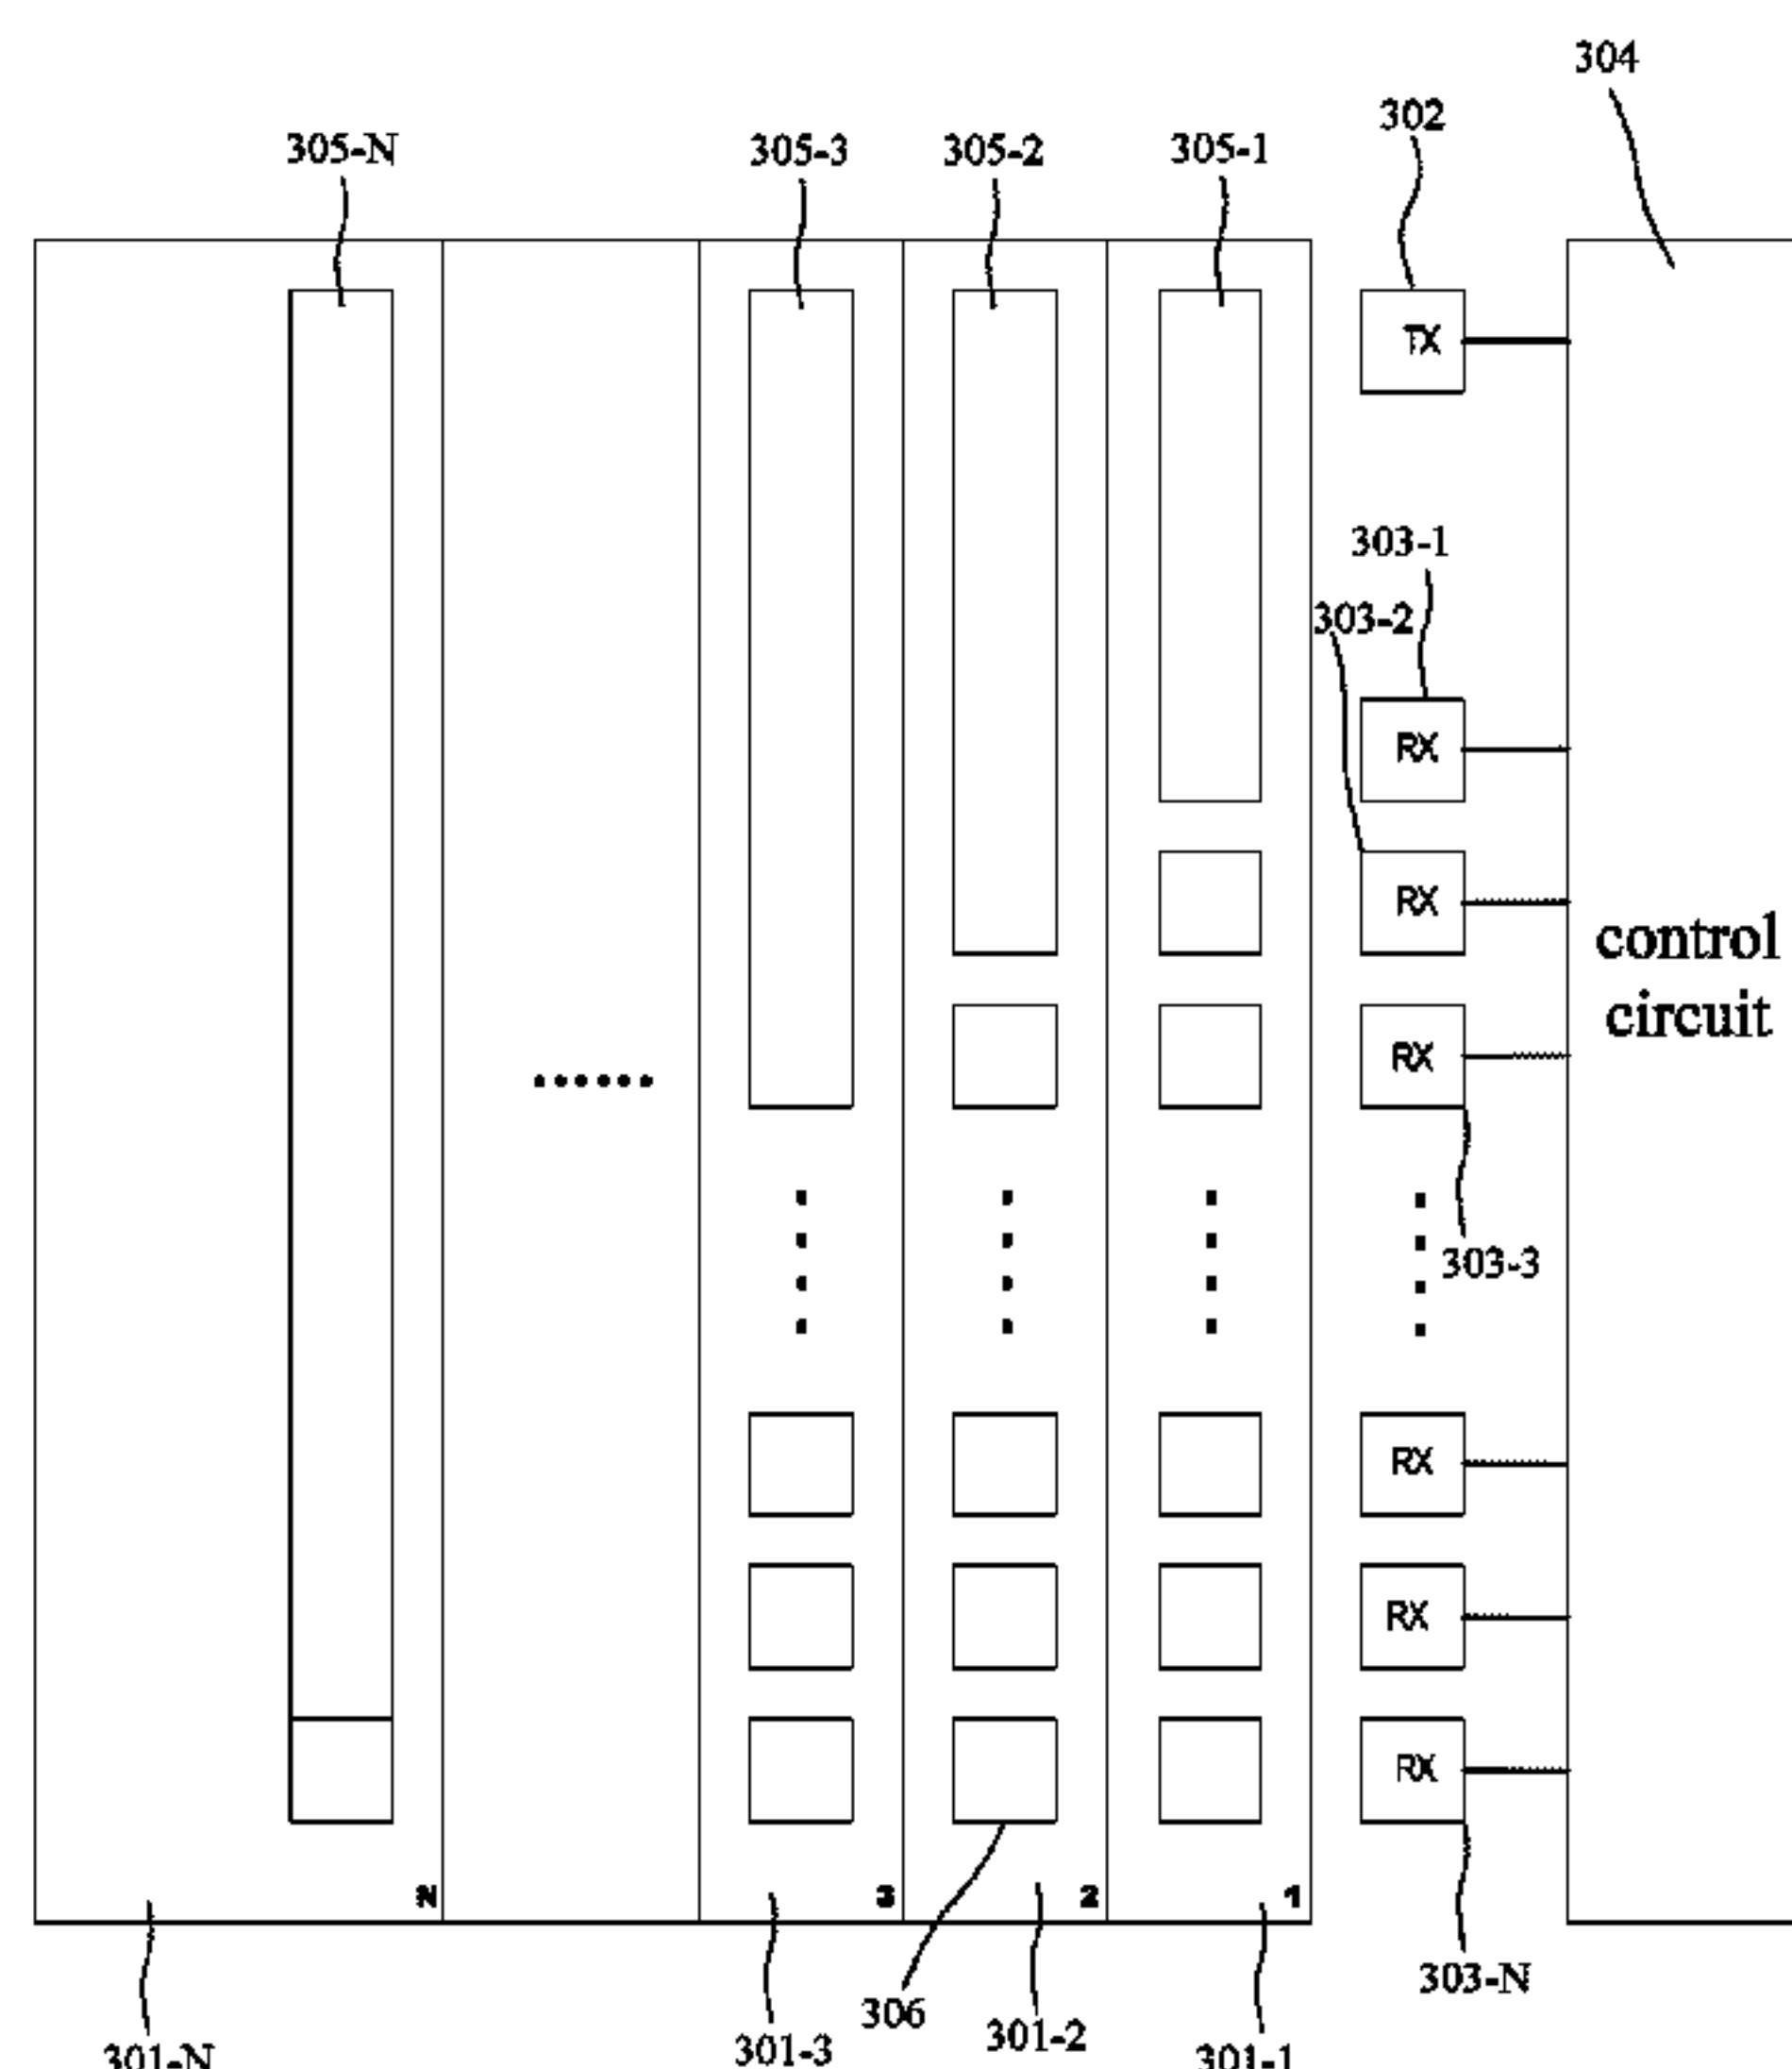 304
302
305-N
305-3
305-2
305-1
TX
303-1
303-2
RX
RX
control
circuit
RX
303-3
RX
RX
RX
N
3
2
1
303-N
306
301-2
301-3
301-1
301-N